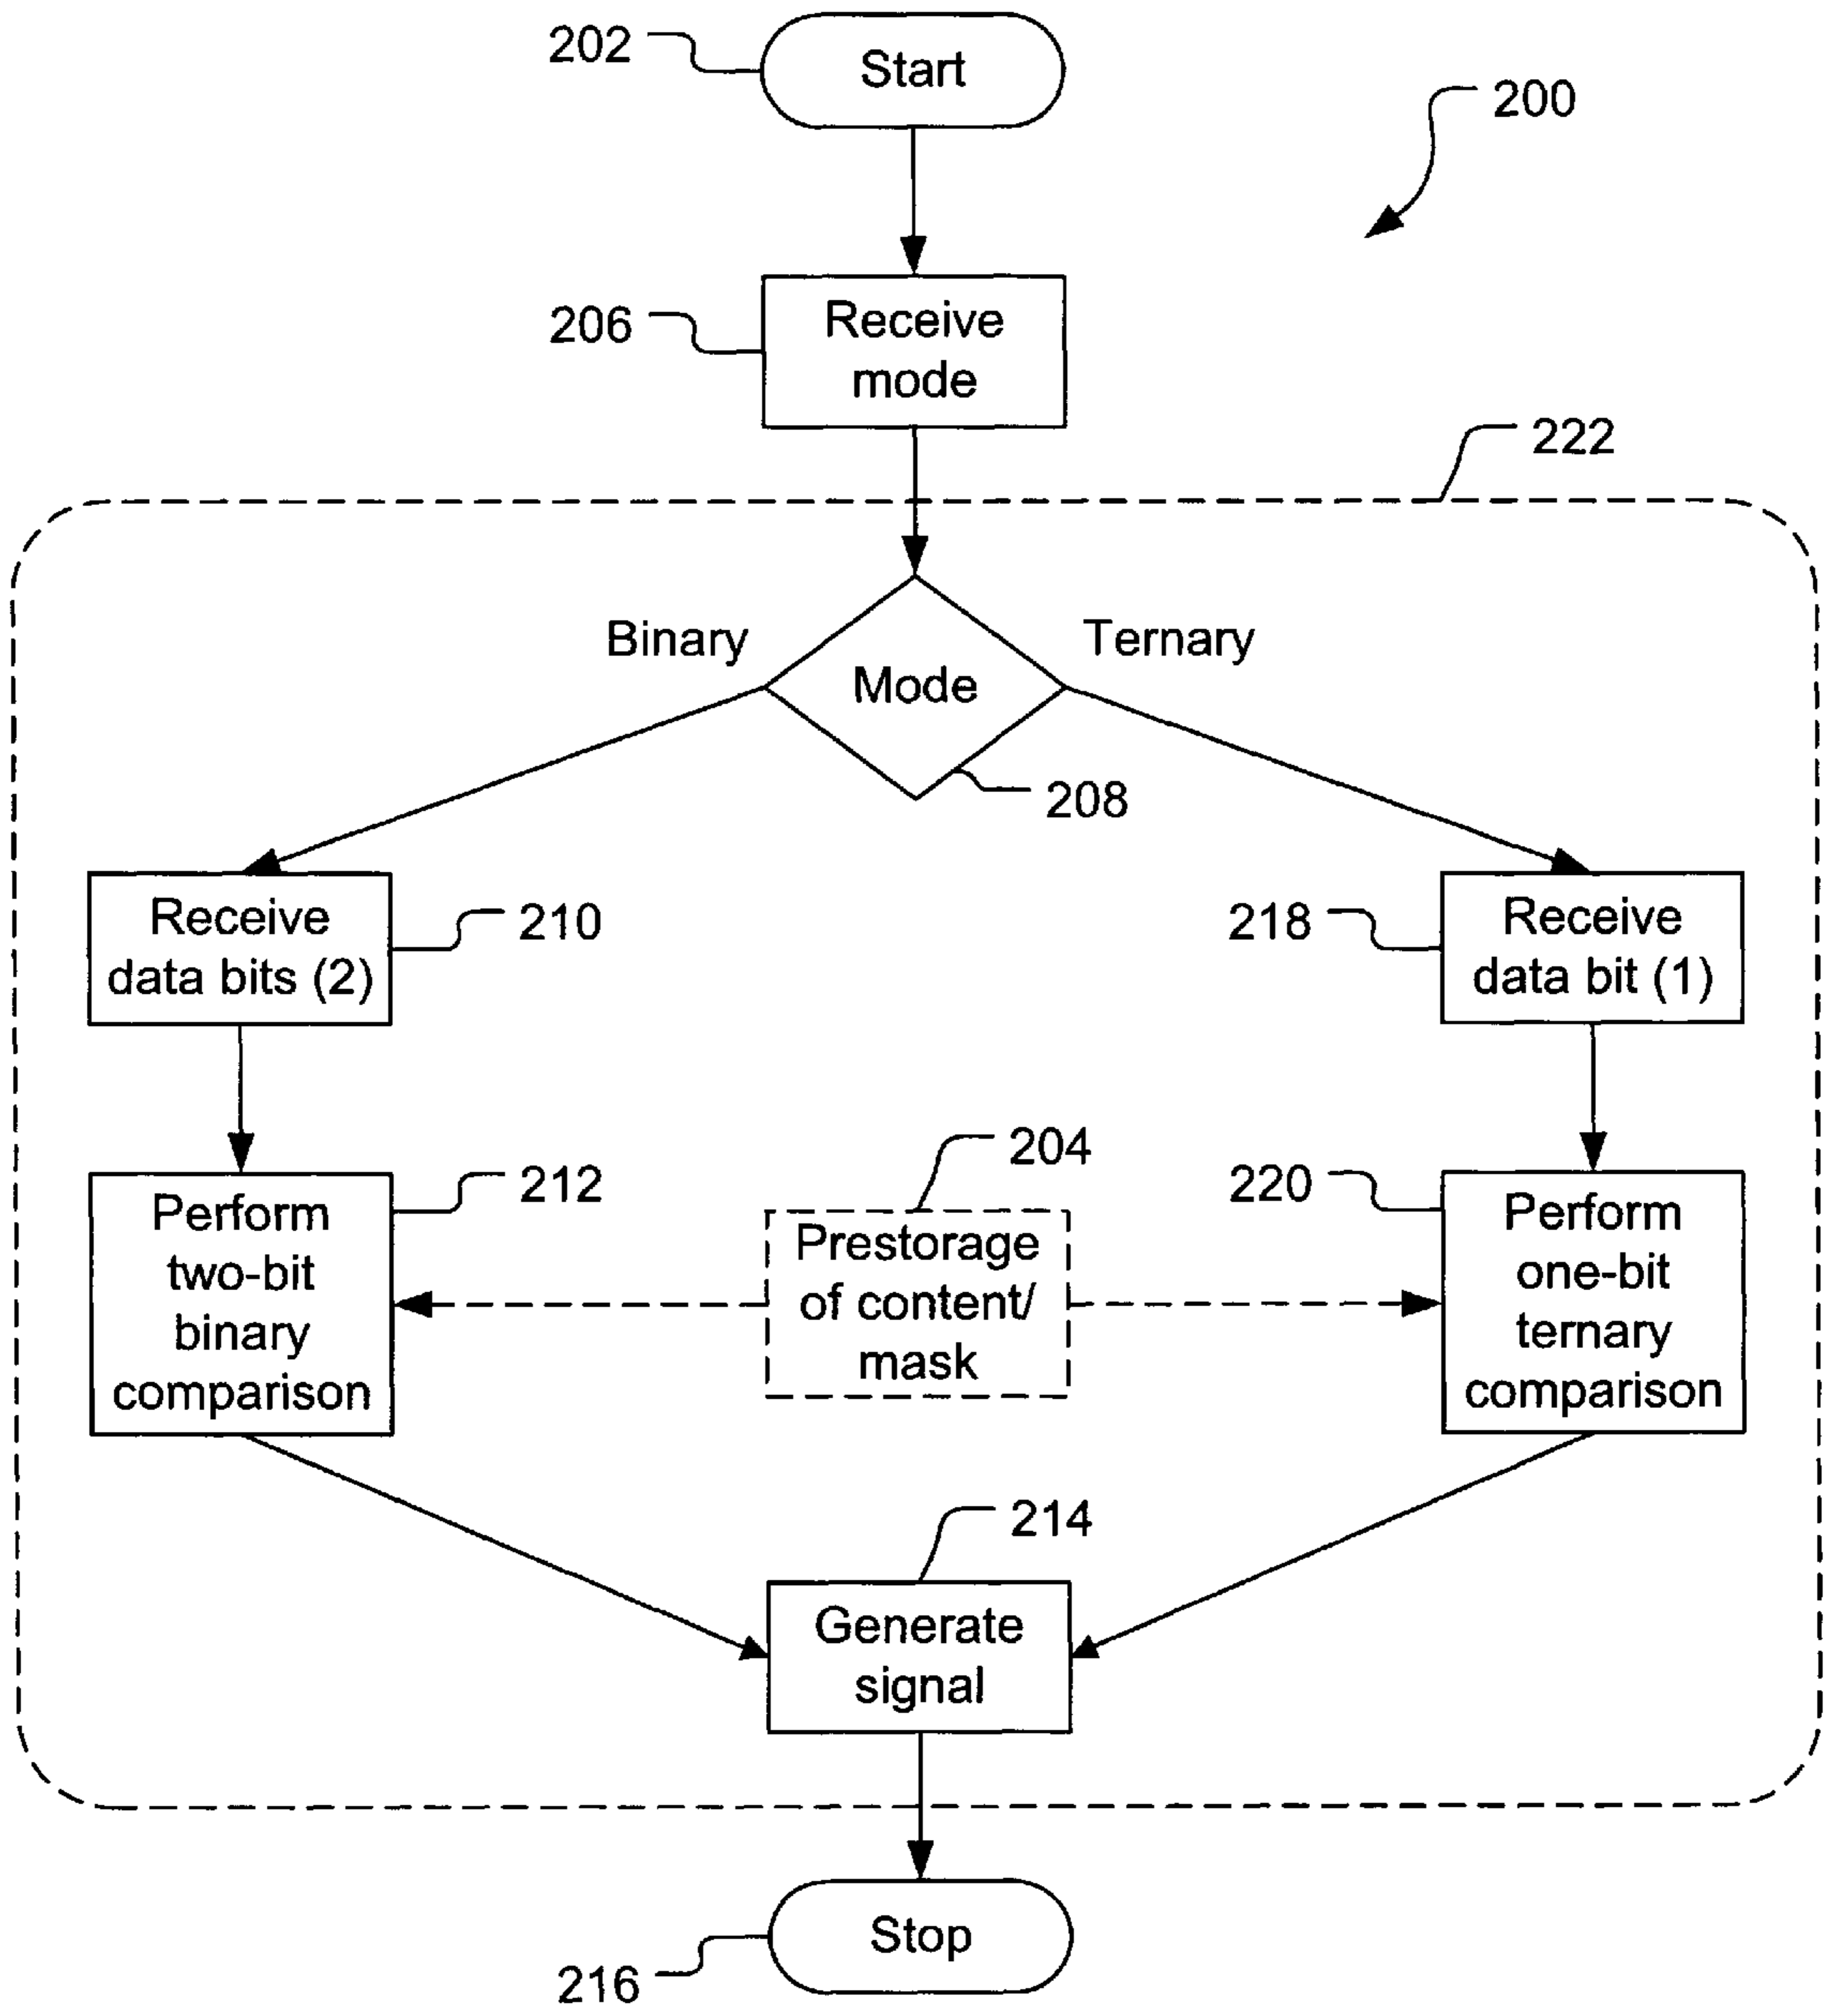 202
Start
200
206
Receive
mode
222
Binary
Ternary
Mode
208
Receive
data bits (2)
210
218
Receive
data bit (1)
204
212
220
Perform
two-bit
binary
comparison
Prestorage
of content/
mask
Perform
one-bit
ternary
comparison
214
Generate
signal
Stop
216